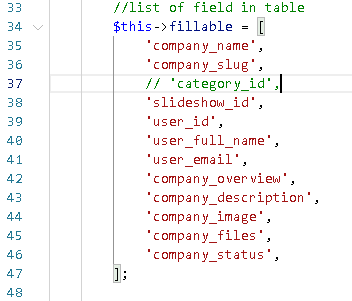 33 //list of field in table
34 $this->fillable = [
35 'company_name',
36 'company_slug',
37 // 'category_id',
38 'slideshow_id',
39 'user_id',
40 'user_full_name',
41 'user_email',
42 'company_overview',
43 'company_description',
44 'company_image',
45 'company_files',
46 'company_status',
47 ];
48